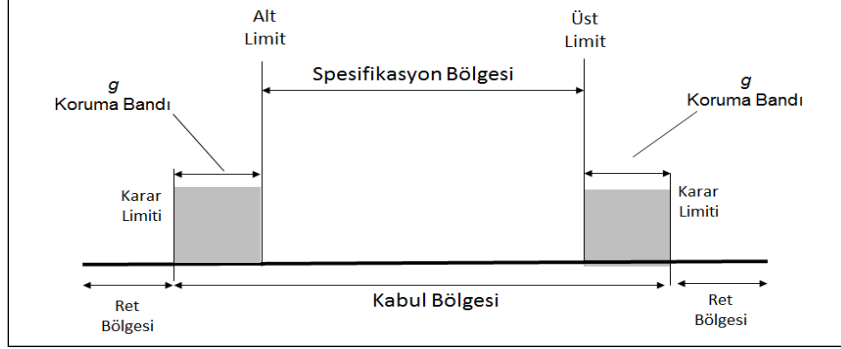 Alt
Limit
Üst
Limit
Spesifikasyon Bölgesi
g
Koruma Bandı
g
Koruma Bandı
Karar
Limiti
Karar
Limiti
Ret
Bölgesi
Kabul Bölgesi
Ret
Bölgesi